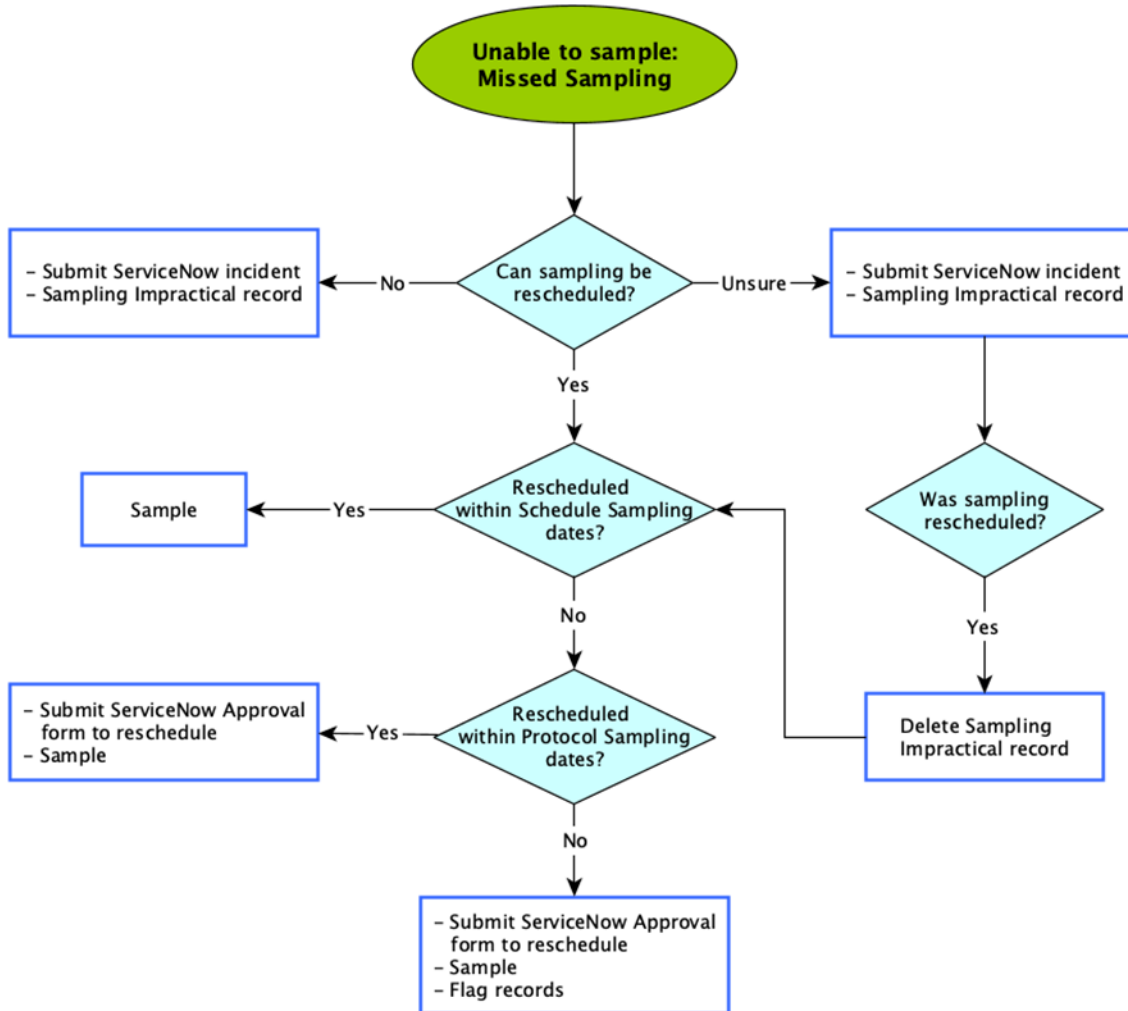 Unable to sample:
Missed Sampling
Can sampling be
rescheduled?
No
Unsure
– Submit ServiceNow incident
– Sampling Impractical record
– Submit ServiceNow incident
– Sampling Impractical record
Yes
Rescheduled
within Schedule Sampling
dates?
Yes
Sample
Was sampling
rescheduled?
No
Yes
Rescheduled
within Protocol Sampling
dates?
Yes
– Submit ServiceNow Approval
form to reschedule
– Sample
Delete Sampling
Impractical record
No
– Submit ServiceNow Approval
form to reschedule
– Sample
– Flag records